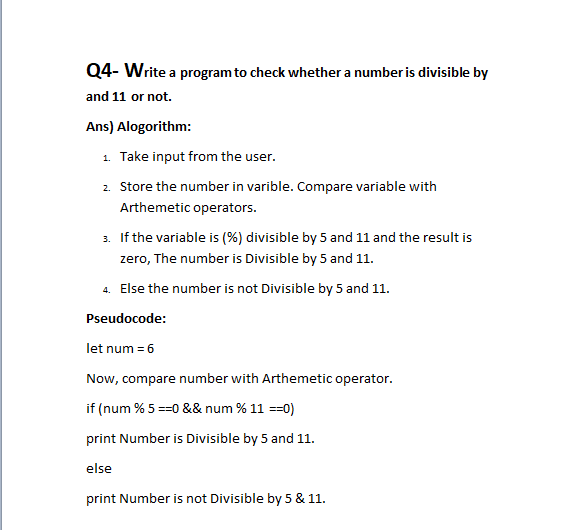 Q4- Write a program to check whether a number is divisible by
and 11 or not.
Ans) Alogorithm:
1. Take input from the user.
2. Store the number in varible. Compare variable with
Arthemetic operators.
3. If the variable is (%) divisible by 5 and 11 and the result is
zero, The number is Divisible by 5 and 11.
4. Else the number is not Divisible by 5 and 11.
Pseudocode:
let num = 6
Now, compare number with Arthemetic operator.
if (num % 5 ==0 && num % 11 ==0)
print Number is Divisible by 5 and 11.
else
print Number is not Divisible by 5 & 11.